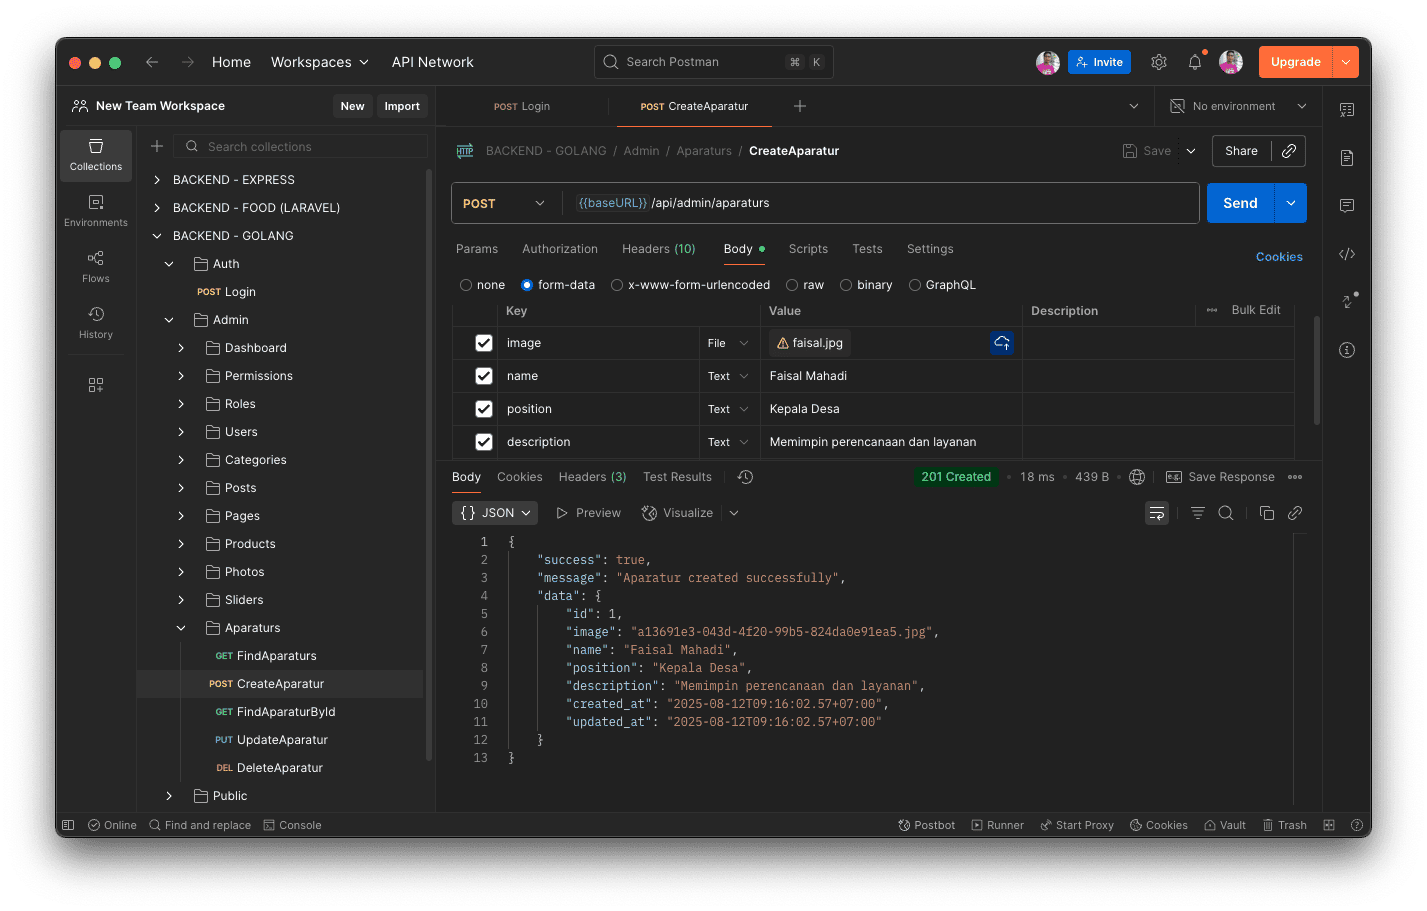 Home
Workspaces
API Network
Search Postman
⌘ K
Invite
Upgrade
New Team Workspace
New
Import
POST Login
POST CreateAparatur
No environment
Collections
Environments
Flows
History
Search collections
BACKEND - EXPRESS
BACKEND - FOOD (LARAVEL)
BACKEND - GOLANG
Auth
POST Login
Admin
Dashboard
Permissions
Roles
Users
Categories
Posts
Pages
Products
Photos
Sliders
Aparaturs
GET FindAparaturs
POST CreateAparatur
GET FindAparaturById
PUT UpdateAparatur
DEL DeleteAparatur
Public
HTTP BACKEND - GOLANG / Admin / Aparaturs / CreateAparatur
Save
Share
POST
{{baseURL}} /api/admin/aparaturs
Send
Params Authorization Headers (10) Body Scripts Tests Settings
Cookies
none form-data x-www-form-urlencoded raw binary GraphQL
Key Value Description Bulk Edit
image File faisal.jpg
name Text Faisal Mahadi
position Text Kepala Desa
description Text Memimpin perencanaan dan layanan
Body Cookies Headers (3) Test Results
201 Created • 18 ms • 439 B
e.g. Save Response
{} JSON Preview Visualize
1 {
2 "success": true,
3 "message": "Aparatur created successfully",
4 "data": {
5 "id": 1,
6 "image": "a13691e3-043d-4f20-99b5-824da0e91ea5.jpg",
7 "name": "Faisal Mahadi",
8 "position": "Kepala Desa",
9 "description": "Memimpin perencanaan dan layanan",
10 "created_at": "2025-08-12T09:16:02.57+07:00",
11 "updated_at": "2025-08-12T09:16:02.57+07:00"
12 }
13 }
Online
Find and replace
Console
Postbot
Runner
Start Proxy
Cookies
Vault
Trash